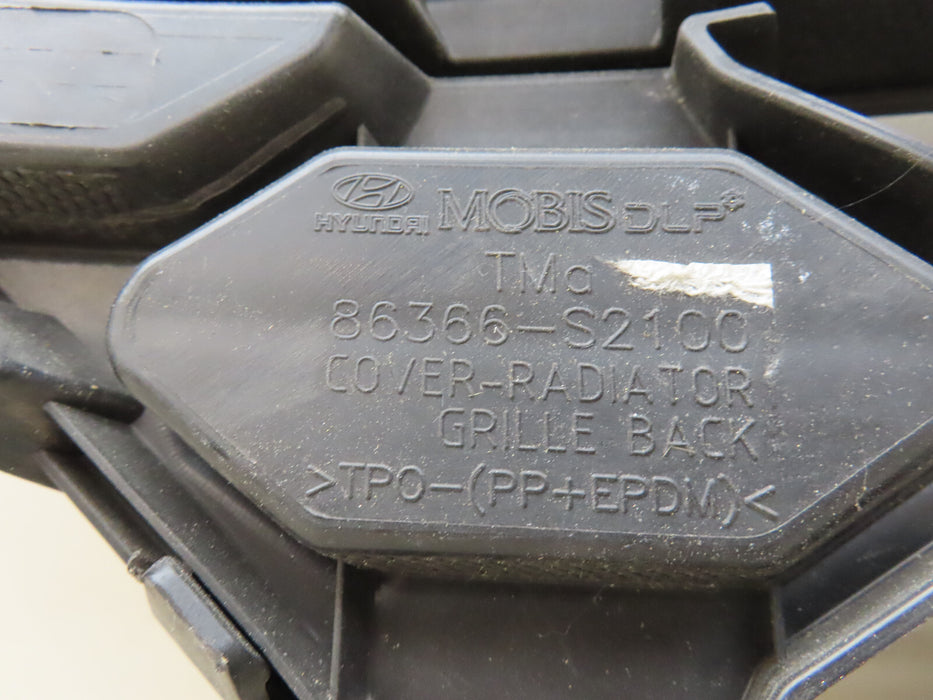 HYUNDAI MOBIS DLP
TMa
86366-S2100
COVER-RADIATOR
GRILLE BACK
>TPO-(PP+EPDM)<